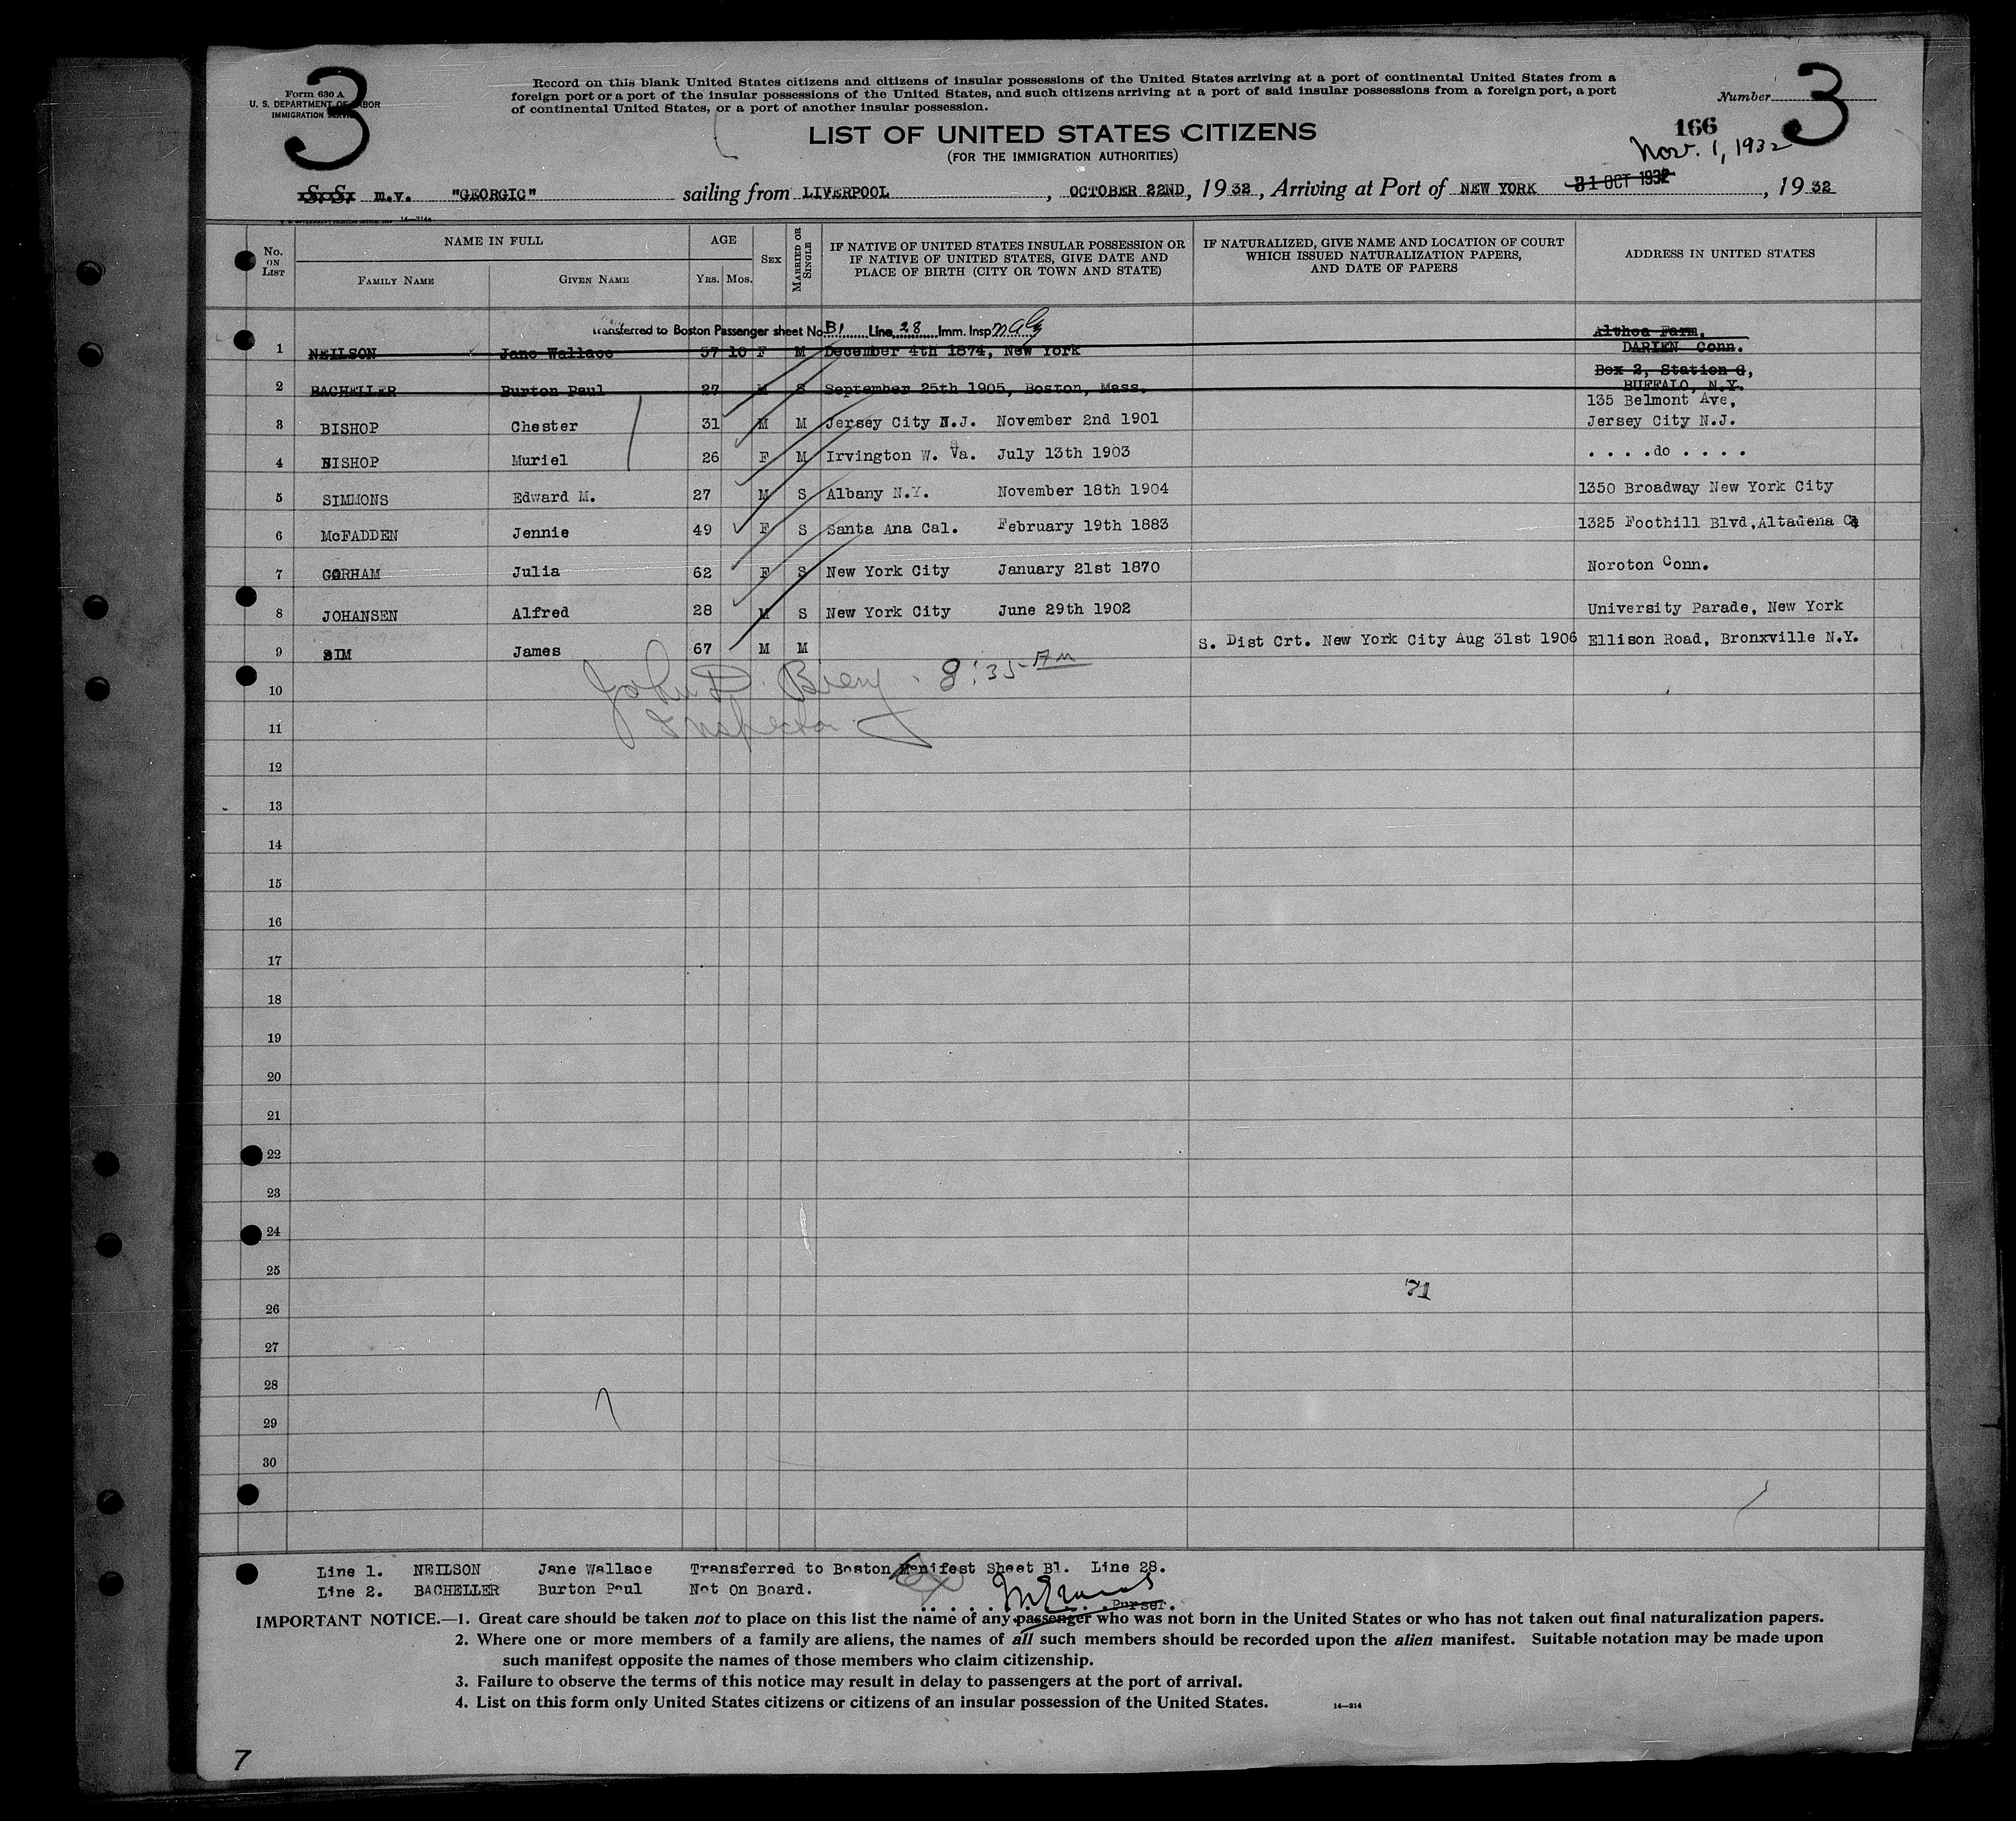 3
Form 630 A
U. S. DEPARTMENT OF LABOR
IMMIGRATION SERVICE
Record on this blank United States citizens and citizens of insular possessions of the United States arriving at a port of continental United States from a
foreign port or a port of the insular possessions of the United States, and such citizens arriving at a port of said insular possessions from a foreign port, a port
of continental United States, or a port of another insular possession.
Number 3
LIST OF UNITED STATES CITIZENS
(FOR THE IMMIGRATION AUTHORITIES)
166
Nov. 1, 1932
S.S. m.v. "GEORGIC" sailing from LIVERPOOL, OCTOBER 22ND, 1932, Arriving at Port of NEW YORK 31 OCT 1932, 1932
No. ON LIST
NAME IN FULL
FAMILY NAME
GIVEN NAME
AGE
YRS.
MOS.
SEX
MARRIED OR SINGLE
IF NATIVE OF UNITED STATES INSULAR POSSESSION OR
IF NATIVE OF UNITED STATES, GIVE DATE AND
PLACE OF BIRTH (CITY OR TOWN AND STATE)
IF NATURALIZED, GIVE NAME AND LOCATION OF COURT
WHICH ISSUED NATURALIZATION PAPERS,
AND DATE OF PAPERS
ADDRESS IN UNITED STATES
Transferred to Boston Passenger sheet No. B1 Line 28 Imm. Insp
Althea Farm,
1 NEILSON Jane Wallace 57 10 F M December 4th 1874, New York DARIEN Conn.
Box 2, Station G,
2 BACHELLER Burton Paul 27 M S September 25th 1905, Boston, Mass. BUFFALO, N.Y.
135 Belmont Ave,
3 BISHOP Chester 31 M M Jersey City N.J. November 2nd 1901 Jersey City N.J.
4 BISHOP Muriel 26 F M Irvington W. Va. July 13th 1903 . . . .do . . . .
5 SIMMONS Edward M. 27 M S Albany N.Y. November 18th 1904 1350 Broadway New York City
6 McFADDEN Jennie 49 F S Santa Ana Cal. February 19th 1883 1325 Foothill Blvd,Altadena Ca
7 GORHAM Julia 62 F S New York City January 21st 1870 Noroton Conn.
8 JOHANSEN Alfred 28 M S New York City June 29th 1902 University Parade, New York
9 SIM James 67 M M S. Dist Crt. New York City Aug 31st 1906 Ellison Road, Bronxville N.Y.
John D. 8:35 AM
Inspector
10
11
12
13
14
15
16
17
18
19
20
21
22
23
24
25
71
26
27
28
29
30
Line 1. NEILSON Jane Wallace Transferred to Boston Manifest Sheet B1. Line 28.
Line 2. BACHELLER Burton Paul Not On Board.
Purser.
IMPORTANT NOTICE.—1. Great care should be taken not to place on this list the name of any passenger who was not born in the United States or who has not taken out final naturalization papers.
2. Where one or more members of a family are aliens, the names of all such members should be recorded upon the alien manifest. Suitable notation may be made upon
such manifest opposite the names of those members who claim citizenship.
3. Failure to observe the terms of this notice may result in delay to passengers at the port of arrival.
4. List on this form only United States citizens or citizens of an insular possession of the United States.
14—214
7